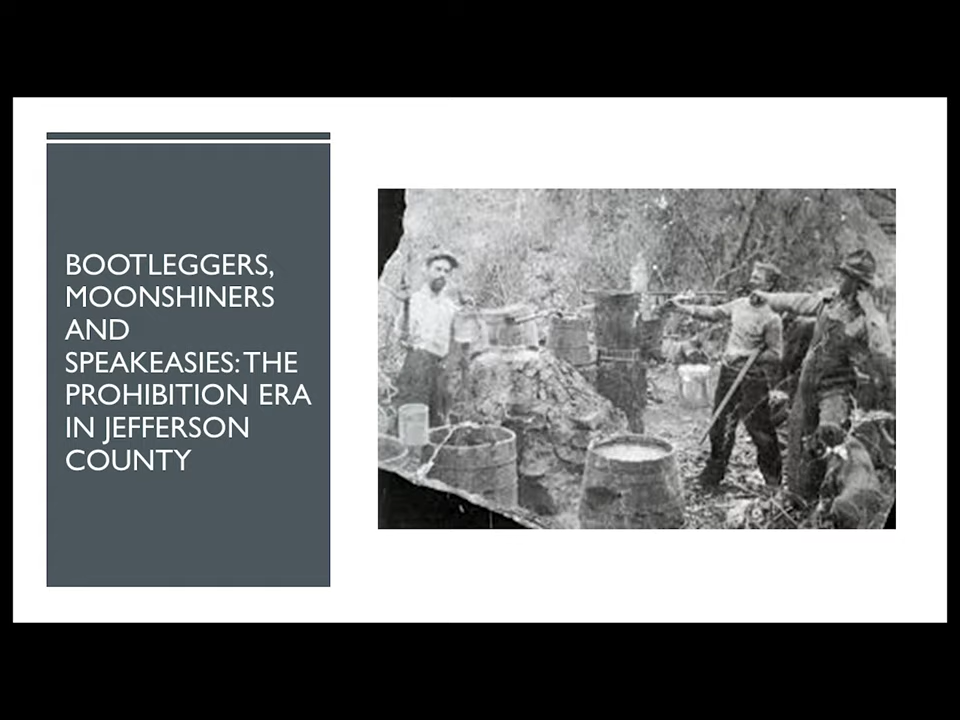 BOOTLEGGERS,
MOONSHINERS
AND
SPEAKEASIES: THE
PROHIBITION ERA
IN JEFFERSON
COUNTY